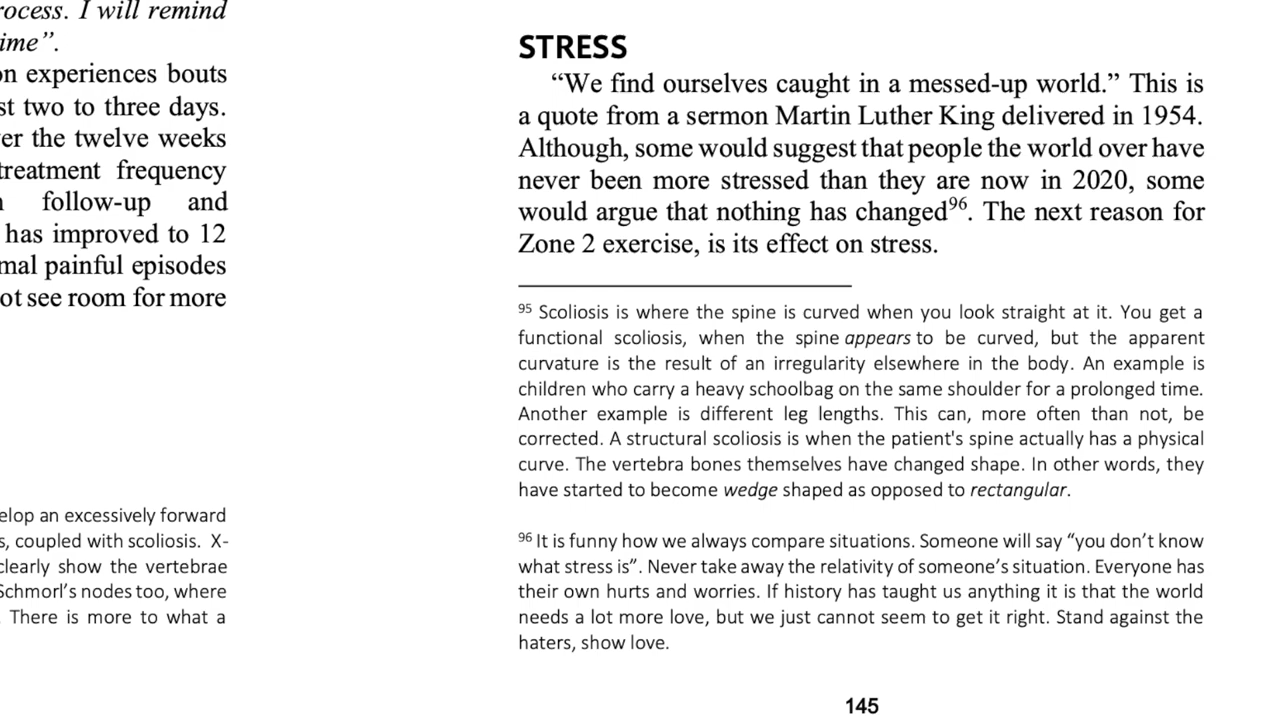 rocess. I will remind
ime”.
on experiences bouts
st two to three days.
er the twelve weeks
treatment frequency
follow-up and
has improved to 12
mal painful episodes
ot see room for more
elop an excessively forward
s, coupled with scoliosis. X-
clearly show the vertebrae
Schmorl’s nodes too, where
. There is more to what a
STRESS
“We find ourselves caught in a messed-up world.” This is
a quote from a sermon Martin Luther King delivered in 1954.
Although, some would suggest that people the world over have
never been more stressed than they are now in 2020, some
would argue that nothing has changed⁹⁶. The next reason for
Zone 2 exercise, is its effect on stress.
⁹⁵ Scoliosis is where the spine is curved when you look straight at it. You get a
functional scoliosis, when the spine appears to be curved, but the apparent
curvature is the result of an irregularity elsewhere in the body. An example is
children who carry a heavy schoolbag on the same shoulder for a prolonged time.
Another example is different leg lengths. This can, more often than not, be
corrected. A structural scoliosis is when the patient's spine actually has a physical
curve. The vertebra bones themselves have changed shape. In other words, they
have started to become wedge shaped as opposed to rectangular.
⁹⁶ It is funny how we always compare situations. Someone will say “you don’t know
what stress is”. Never take away the relativity of someone’s situation. Everyone has
their own hurts and worries. If history has taught us anything it is that the world
needs a lot more love, but we just cannot seem to get it right. Stand against the
haters, show love.
145